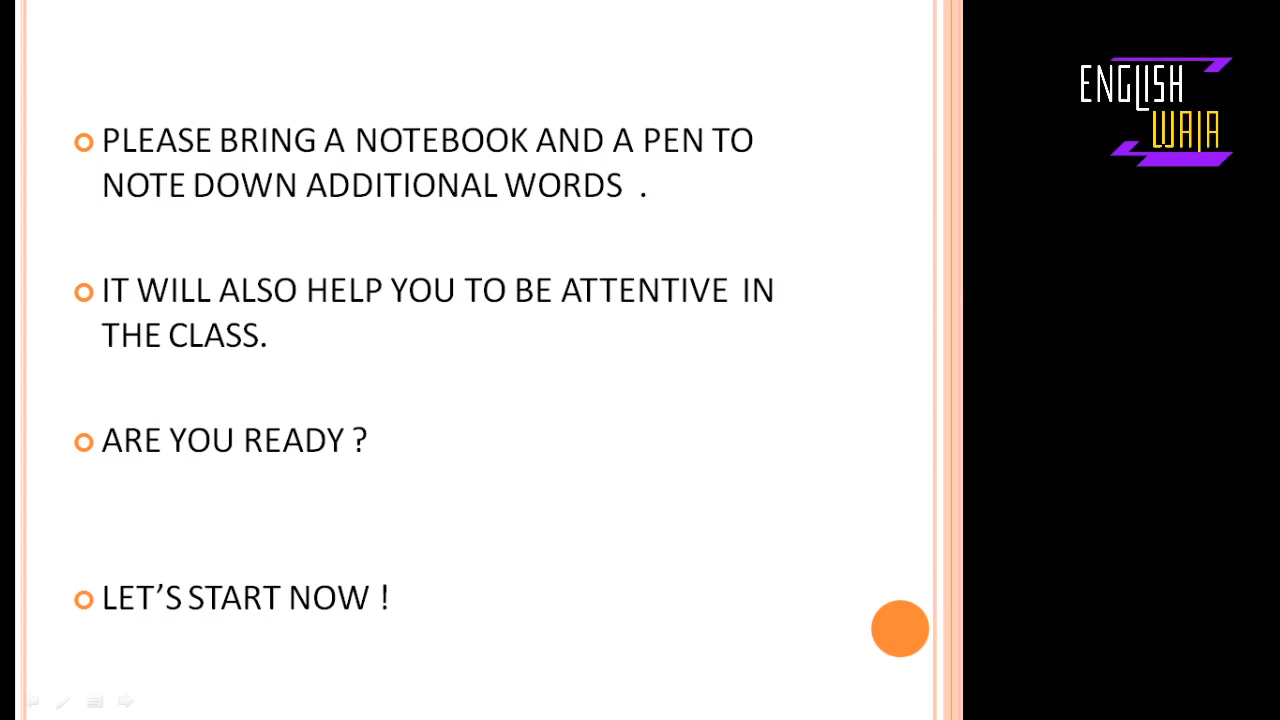 PLEASE BRING A NOTEBOOK AND A PEN TO
NOTE DOWN ADDITIONAL WORDS .
IT WILL ALSO HELP YOU TO BE ATTENTIVE IN
THE CLASS.
ARE YOU READY ?
LET'S START NOW !
ENGLISH
WAJA